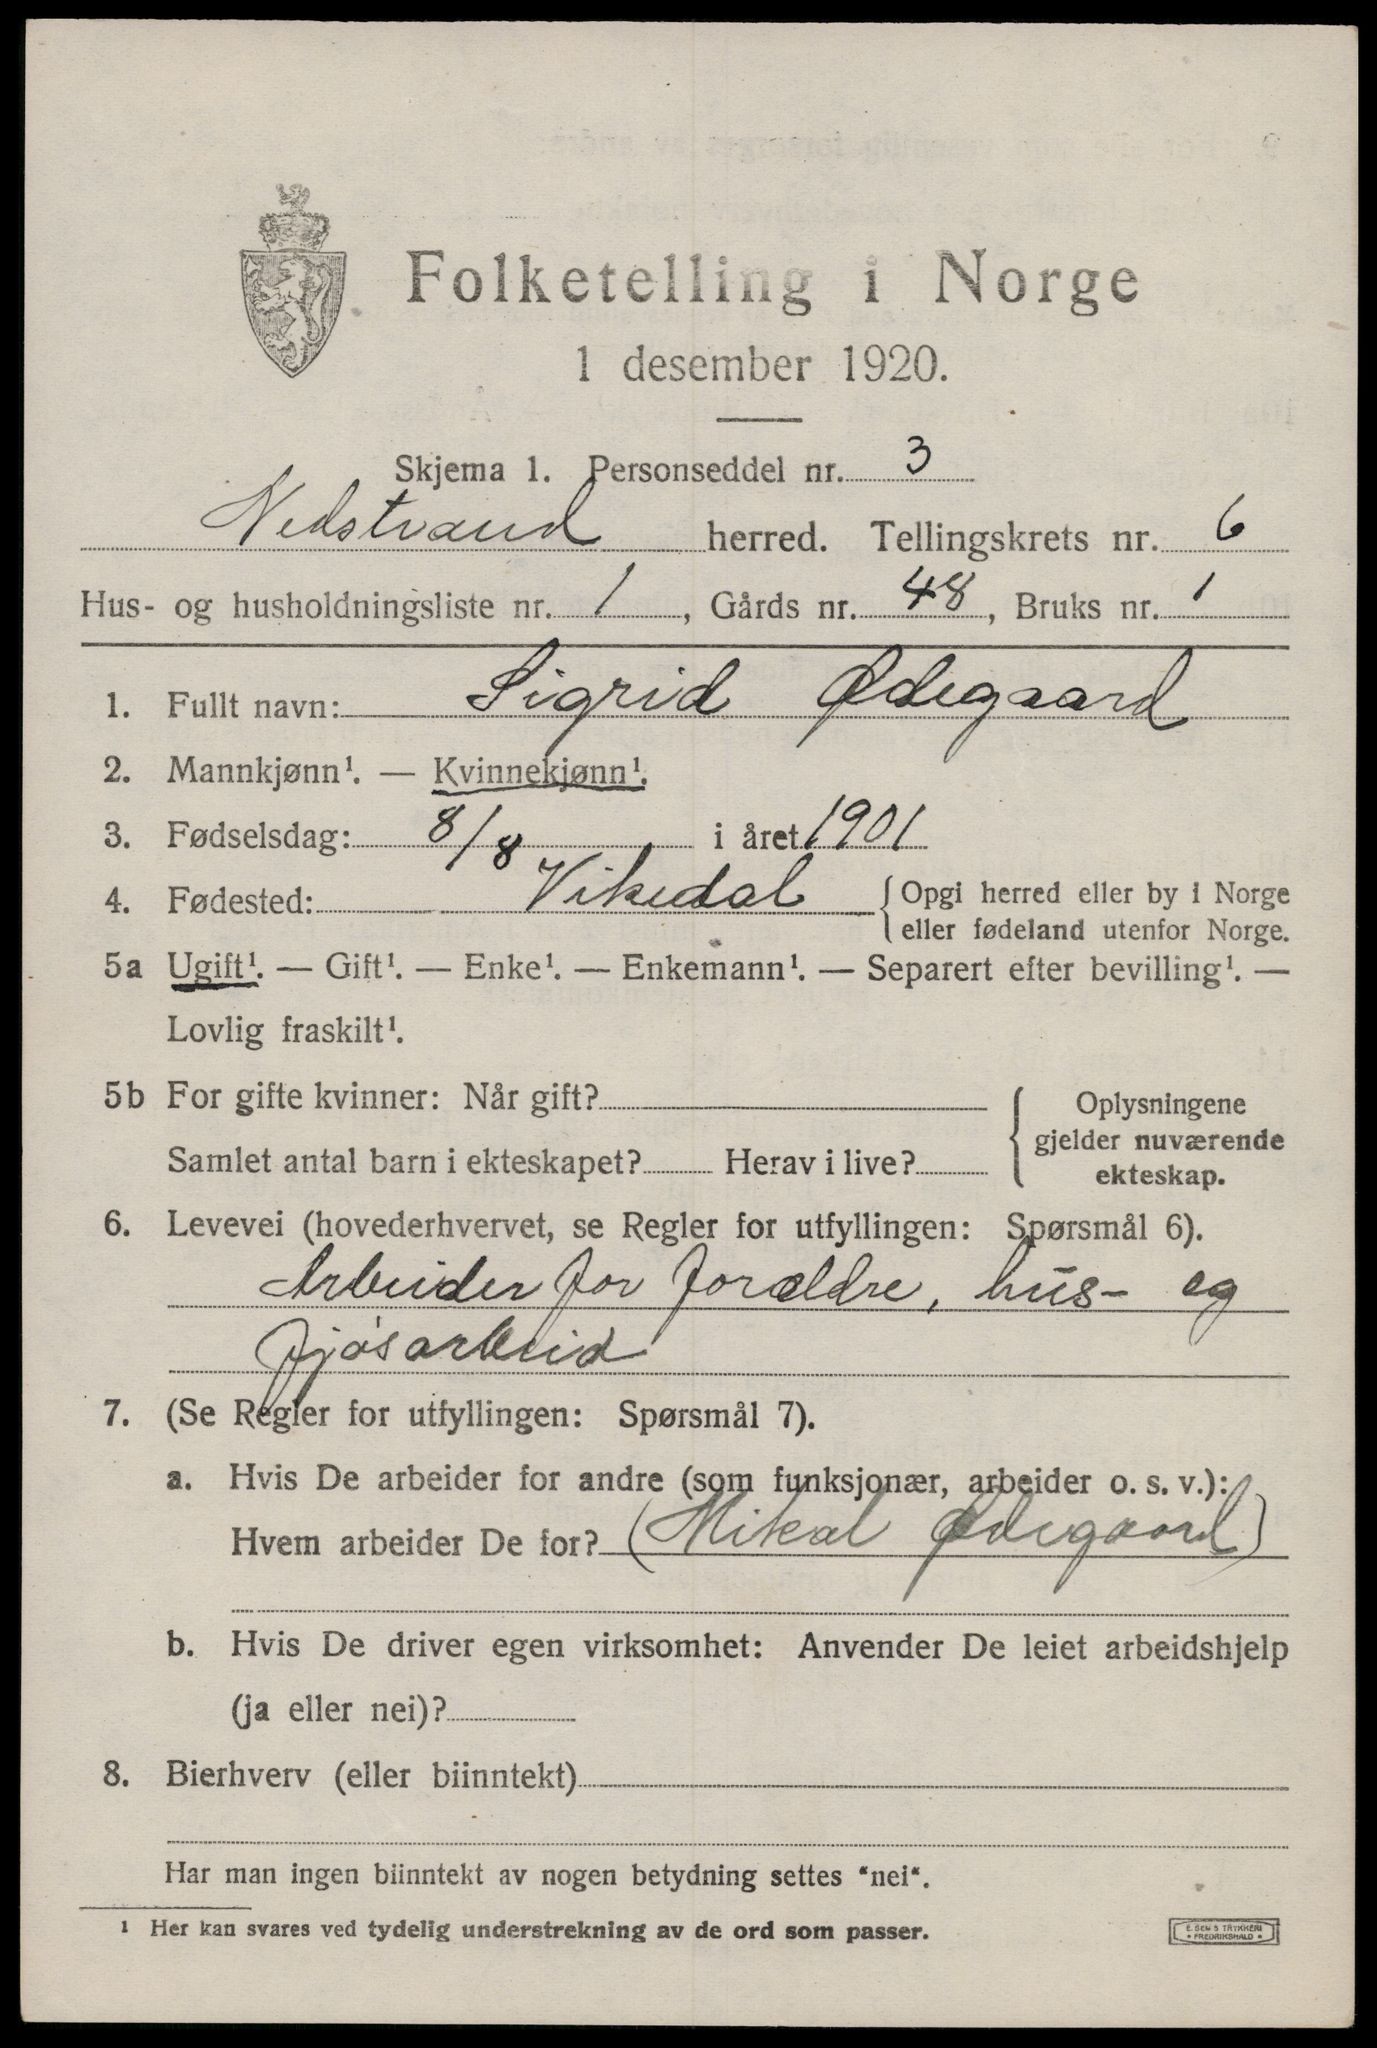 Folketelling i Norge
1 desember 1920.
Skjema 1. Personseddel nr. 3
Nedstrand herred. Tellingskrets nr. 6
Hus- og husholdningsliste nr. 1, Gårds nr. 48, Bruks nr. 1
1. Fullt navn: Sigrid Ødegaard
2. Mannkjønn¹. — Kvinnekjønn¹.
3. Fødselsdag: 8/8 i året 1901
4. Fødested: Vikedal {Opgi herred eller by i Norge
eller fødeland utenfor Norge.
5a Ugift¹. — Gift¹. — Enke¹. — Enkemann¹. — Separert efter bevilling¹. —
Lovlig fraskilt¹.
5b For gifte kvinner: Når gift? { Oplysningene
gjelder nuværende
Samlet antal barn i ekteskapet? Herav i live? ekteskap.
6. Levevei (hovederhvervet, se Regler for utfyllingen: Spørsmål 6).
Arbeider for forældre, hus- og
fjøsarbeid
7. (Se Regler for utfyllingen: Spørsmål 7).
a. Hvis De arbeider for andre (som funksjonær, arbeider o. s. v.):
Hvem arbeider De for? (Mikal Ødegaard)
b. Hvis De driver egen virksomhet: Anvender De leiet arbeidshjelp
(ja eller nei)?
8. Bierhverv (eller biinntekt)
Har man ingen biinntekt av nogen betydning settes "nei".
¹ Her kan svares ved tydelig understrekning av de ord som passer.
E. SEM'S TRYKKERI
• FREDRIKSHALD •